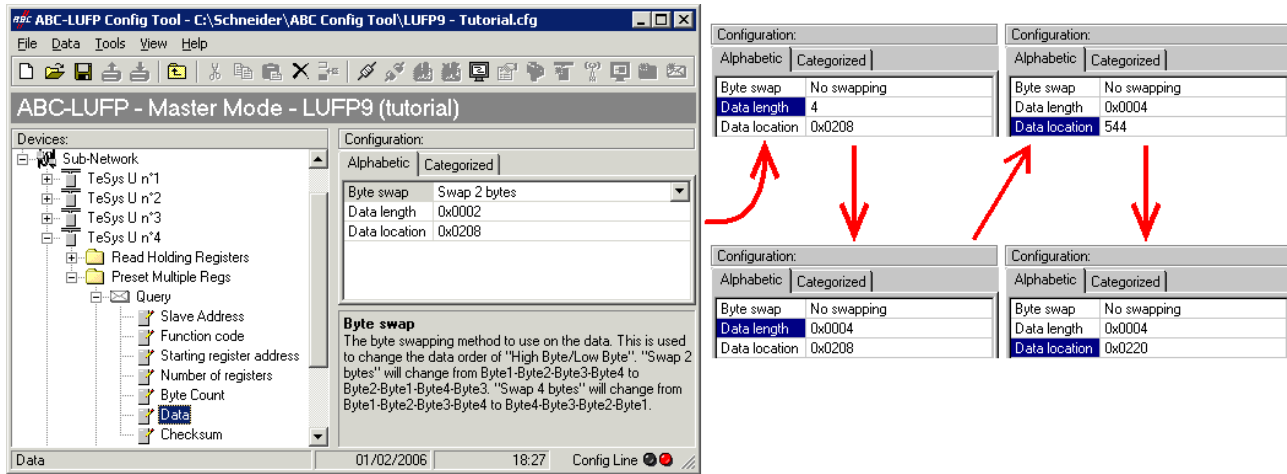 ABC-LUFP Config Tool - C:\Schneider\ABC Config Tool\LUFP9 - Tutorial.cfg
File Data Tools View Help
ABC-LUFP - Master Mode - LUFP9 (tutorial)
Devices:
Sub-Network
TeSys U n°1
TeSys U n°2
TeSys U n°3
TeSys U n°4
Read Holding Registers
Preset Multiple Regs
Query
Slave Address
Function code
Starting register address
Number of registers
Byte Count
Data
Checksum
Configuration:
Alphabetic Categorized
Byte swap Swap 2 bytes
Data length 0x0002
Data location 0x0208
Byte swap
The byte swapping method to use on the data. This is used
to change the data order of "High Byte/Low Byte". "Swap 2
bytes" will change from Byte1-Byte2-Byte3-Byte4 to
Byte2-Byte1-Byte4-Byte3. "Swap 4 bytes" will change from
Byte1-Byte2-Byte3-Byte4 to Byte4-Byte3-Byte2-Byte1.
Data 01/02/2006 18:27 Config Line
Configuration:
Alphabetic Categorized
Byte swap No swapping
Data length 4
Data location 0x0208
Configuration:
Alphabetic Categorized
Byte swap No swapping
Data length 0x0004
Data location 544
Configuration:
Alphabetic Categorized
Byte swap No swapping
Data length 0x0004
Data location 0x0208
Configuration:
Alphabetic Categorized
Byte swap No swapping
Data length 0x0004
Data location 0x0220